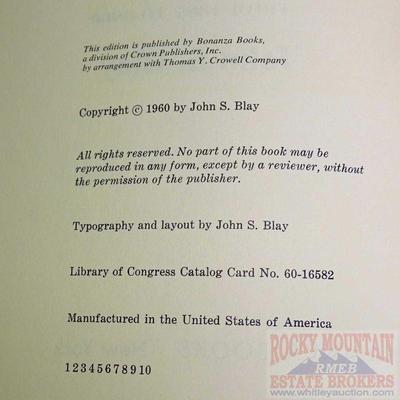 This edition is published by Bonanza Books,
a division of Crown Publishers, Inc.
by arrangement with Thomas Y. Crowell Company
Copyright © 1960 by John S. Blay
All rights reserved. No part of this book may be
reproduced in any form, except by a reviewer, without
the permission of the publisher.
Typography and layout by John S. Blay
Library of Congress Catalog Card No. 60-16582
Manufactured in the United States of America
12345678910
ROCKY MOUNTAIN
RMEB
ESTATE BROKERS
www.whitleyauction.com